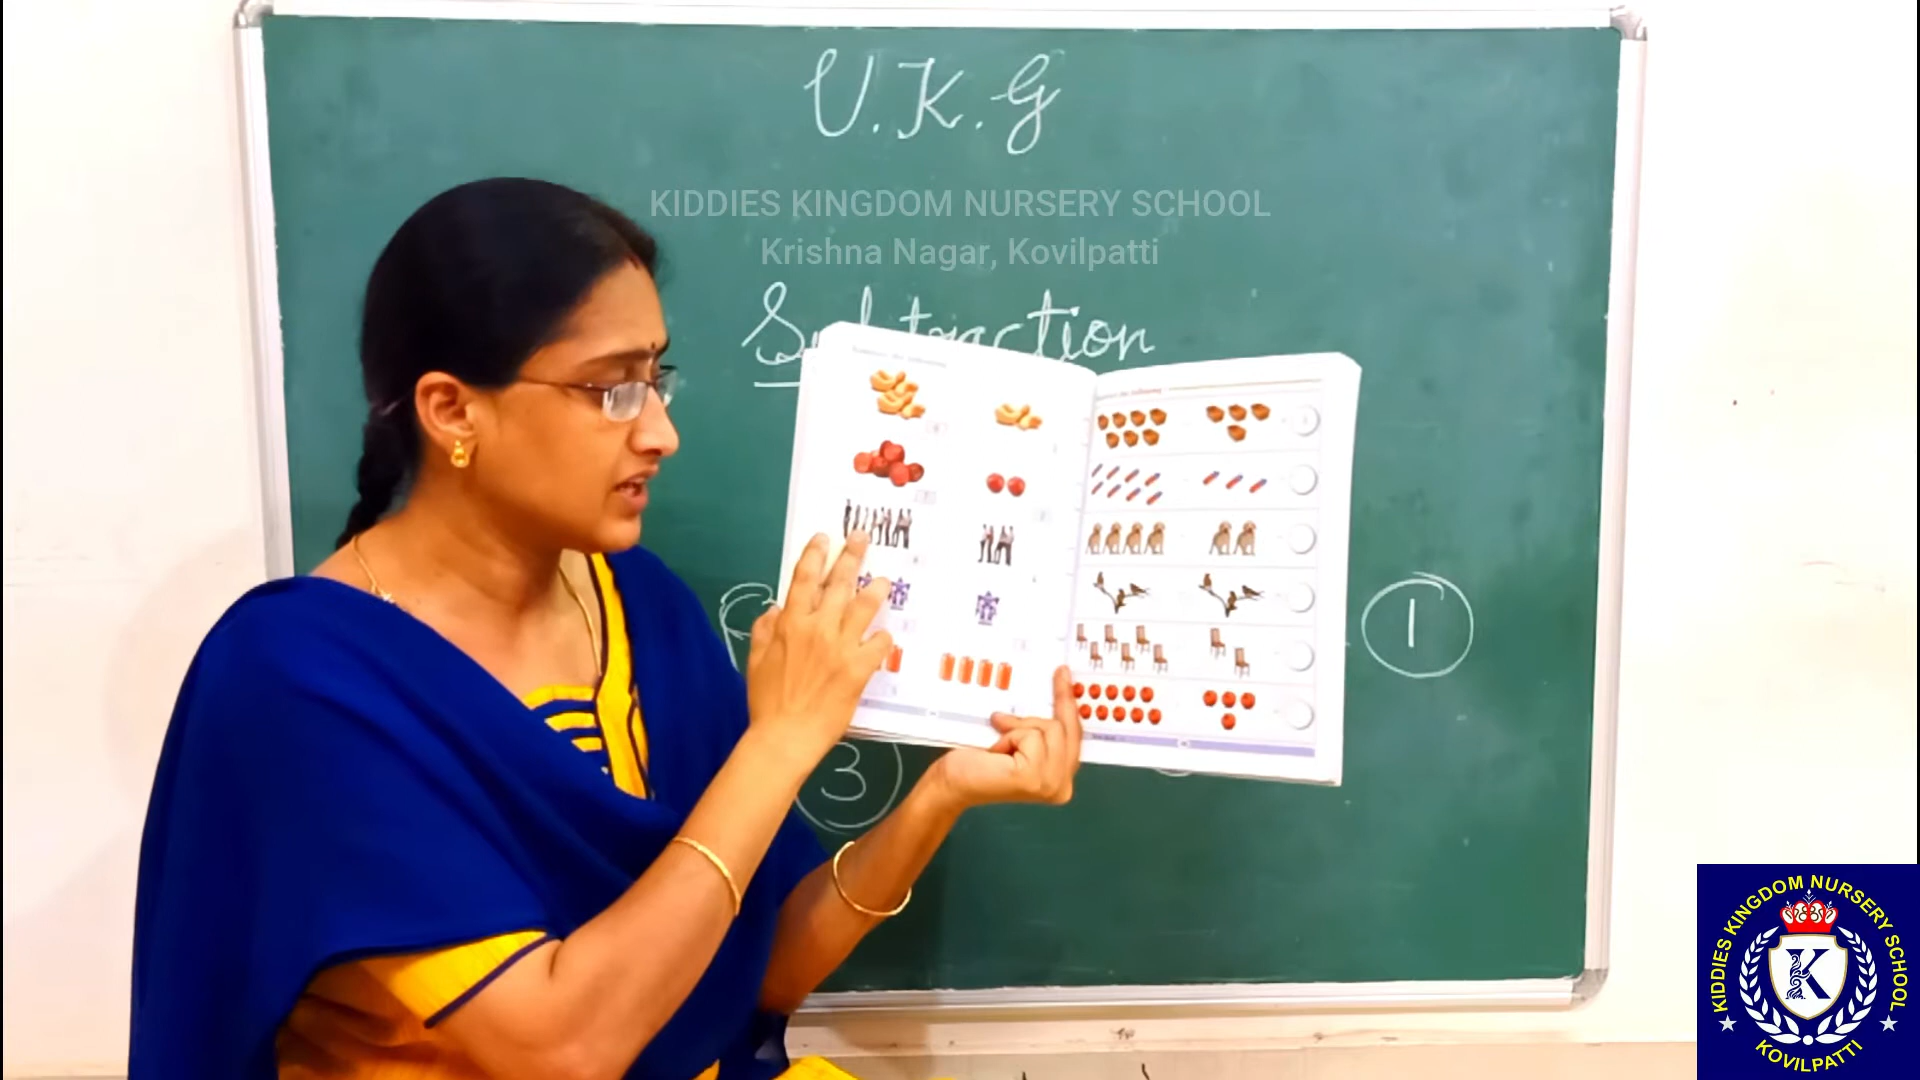 U.K.G
KIDDIES KINGDOM NURSERY SCHOOL
Krishna Nagar, Kovilpatti
Subtraction
1
3
KIDDIES KINGDOM NURSERY SCHOOL
K
KOVILPATTI